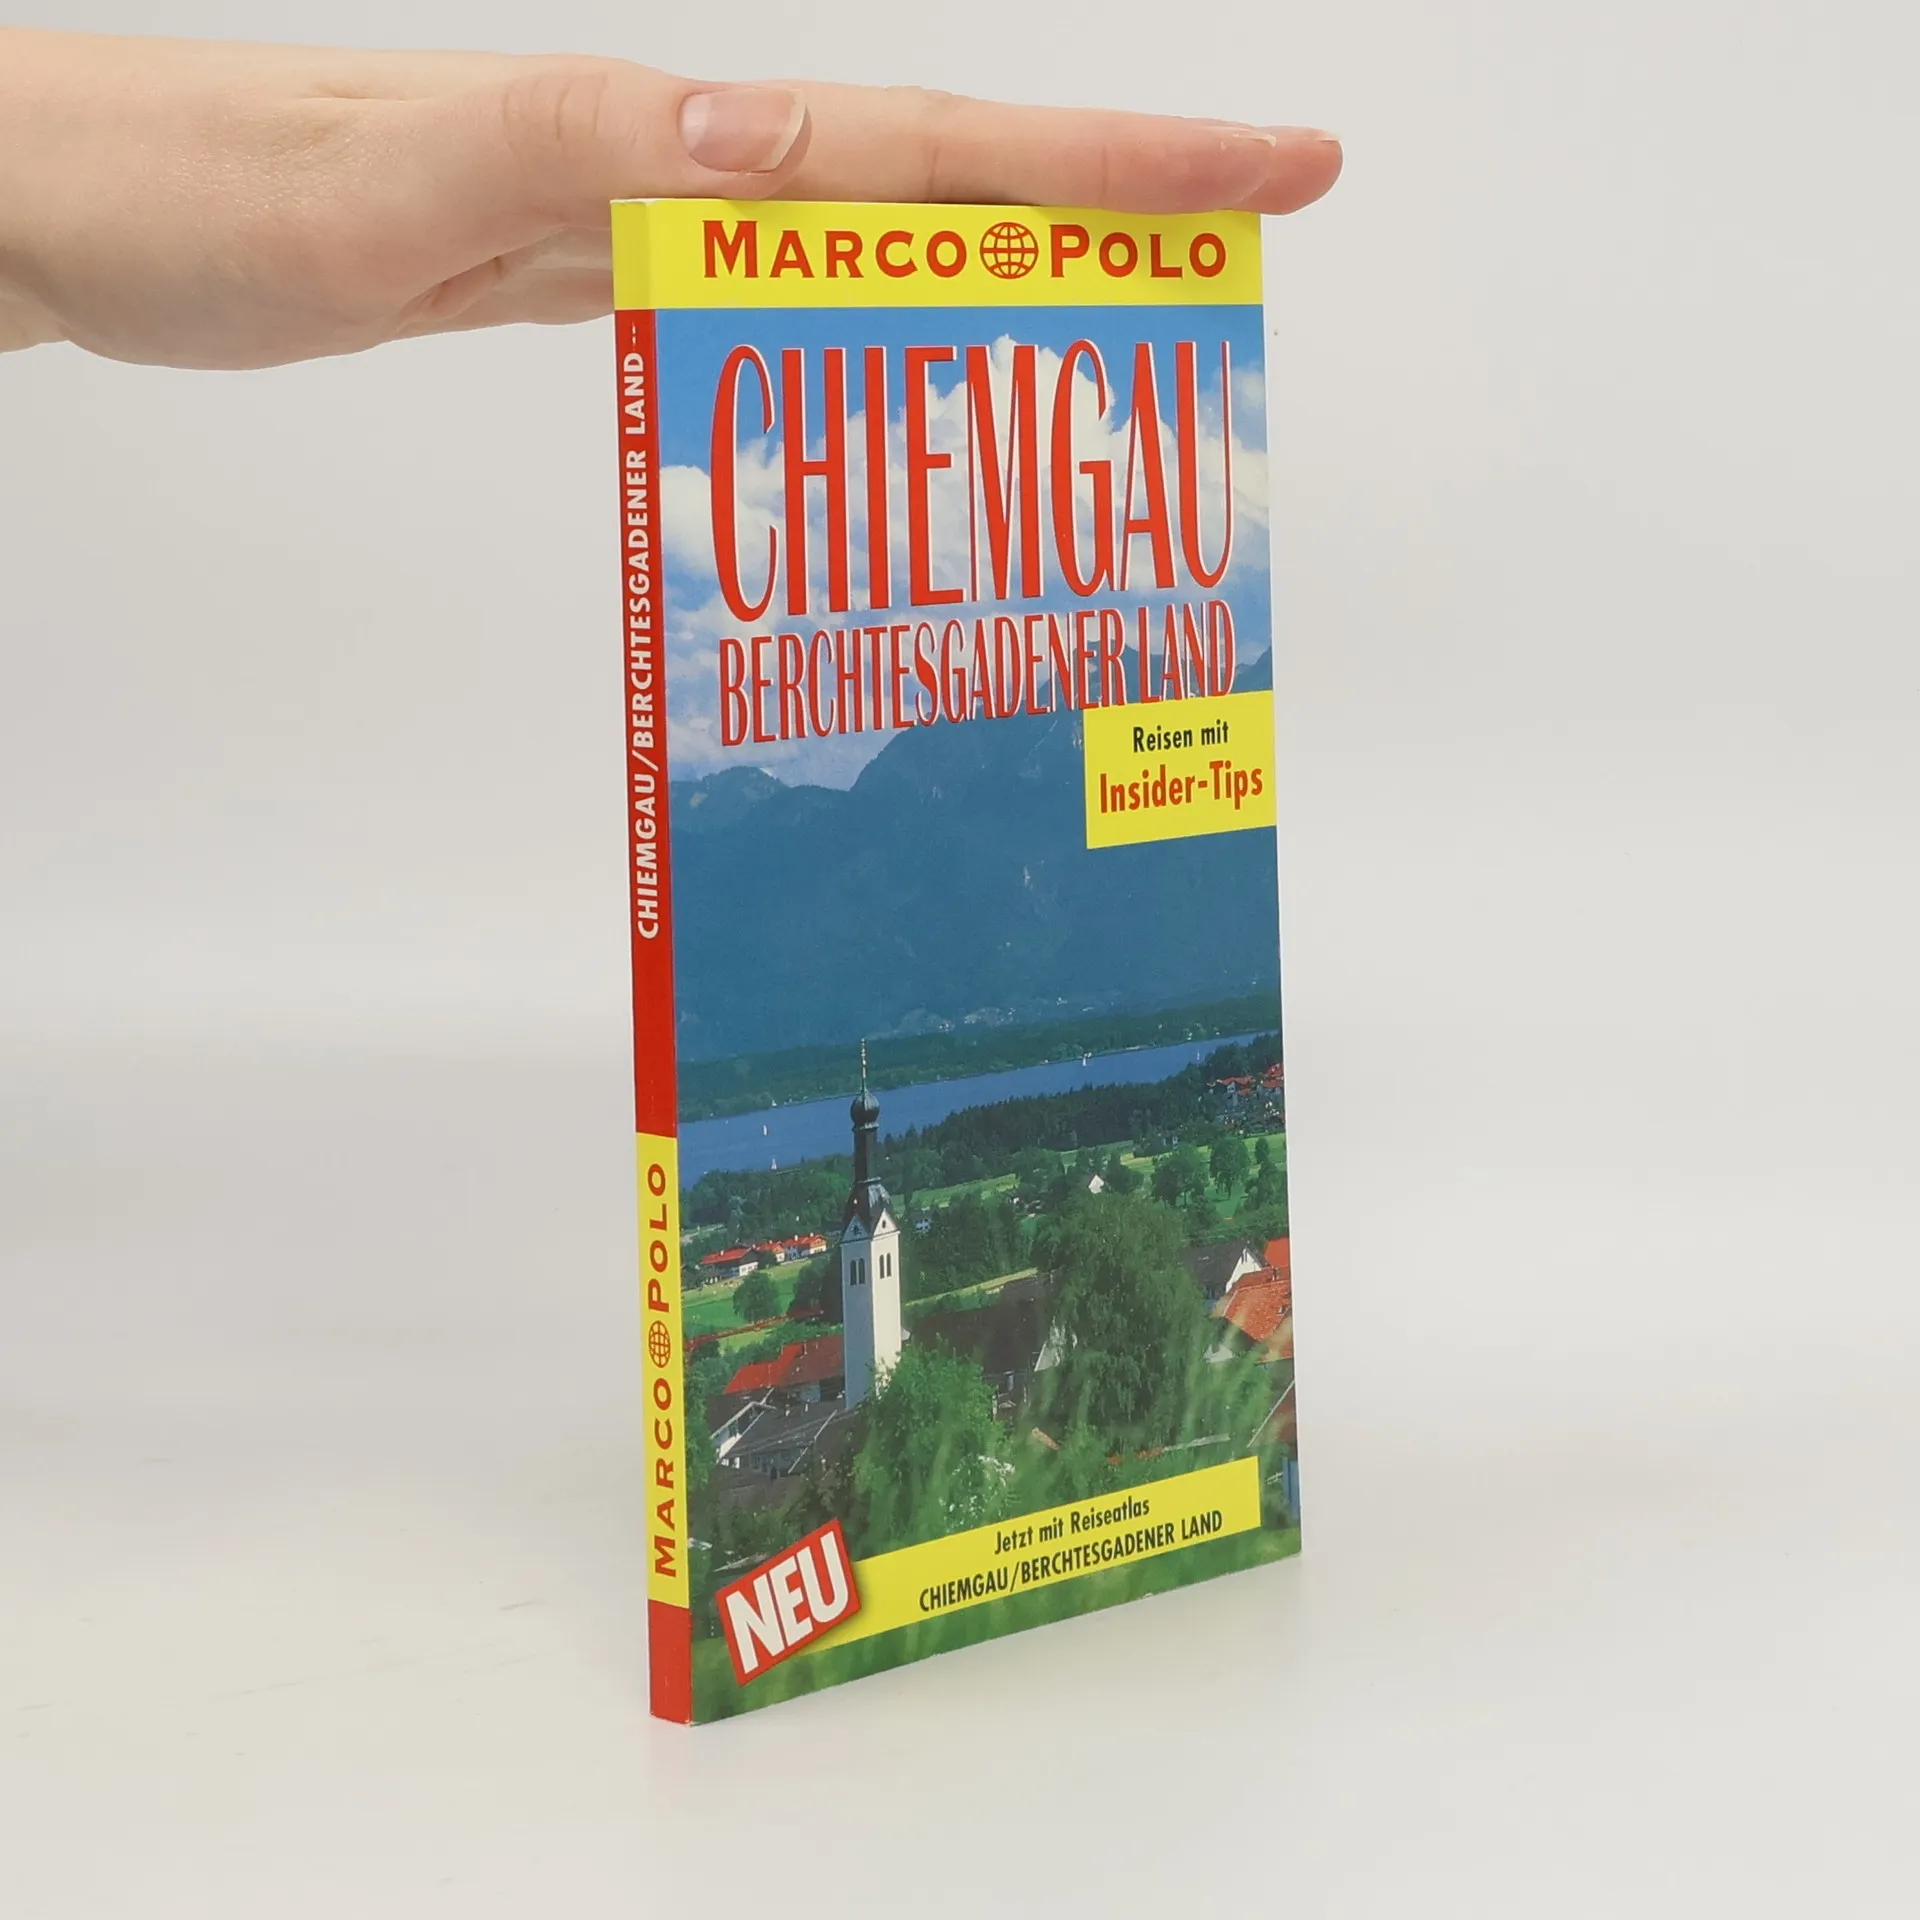 MARCO POLO
CHIEMGAU
BERCHTESGADENER LAND
Reisen mit
Insider-Tips
Jetzt mit Reiseatlas
CHIEMGAU/BERCHTESGADENER LAND
NEU
CHIEMGAU/BERCHTESGADENER LAND
MARCO POLO